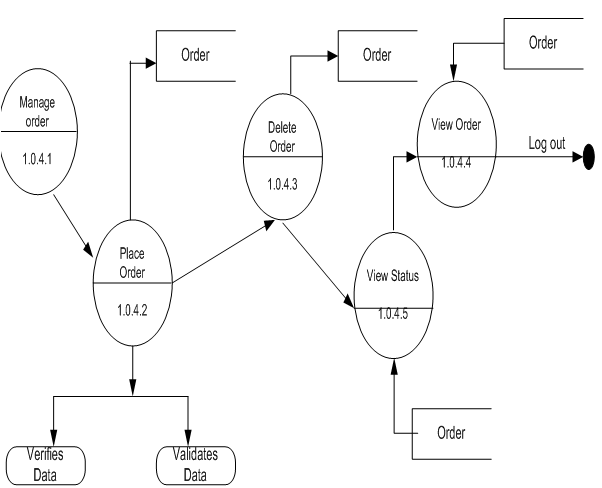 Order
Order
Order
Manage
order
1.0.4.1
Delete
Order
1.0.4.3
View Order
1.0.4.4
Log out
Place
Order
1.0.4.2
View Status
1.0.4.5
Order
Verifies
Data
Validates
Data